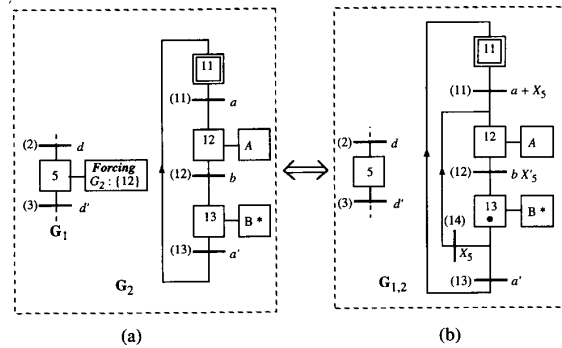 11
(11) a
12 A
(2) d
5 Forcing
G2 : {12}
(3) d'
G1
(12) b
13 B *
(13) a'
G2
(a)
11
(11) a + X5
12 A
(2) d
5
(3) d'
(12) b X'5
13 B *
(14)
X5
(13) a'
G1,2
(b)